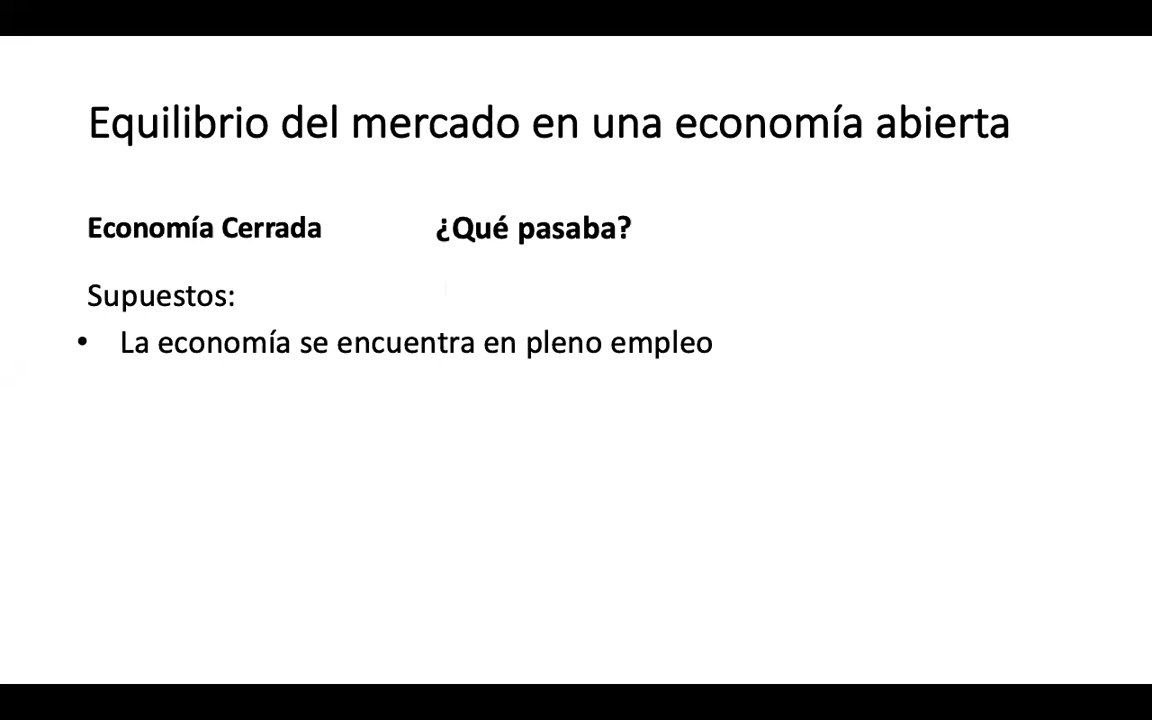 Equilibrio del mercado en una economía abierta
Economía Cerrada ¿Qué pasaba?
Supuestos:
• La economía se encuentra en pleno empleo